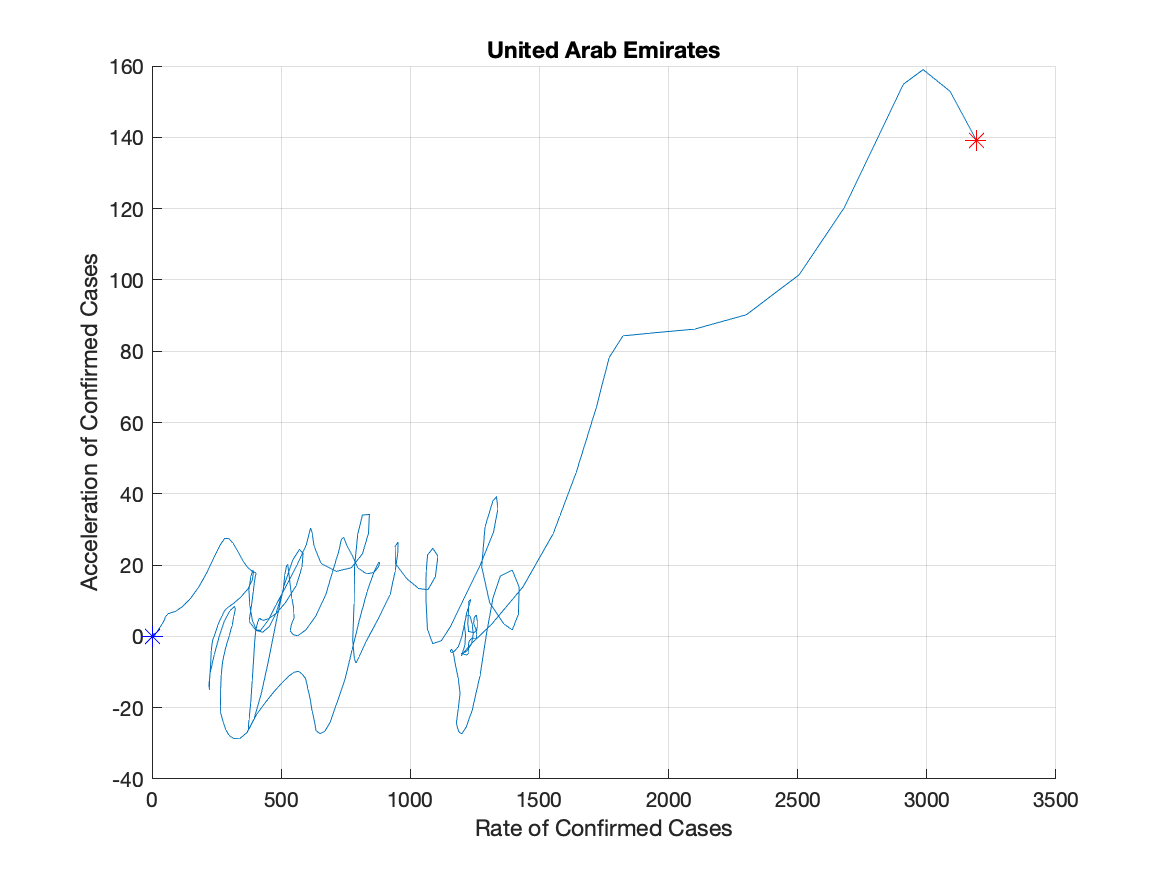 United Arab Emirates
160
140
120
100
80
60
40
20
0
-20
-40
Acceleration of Confirmed Cases
0 500 1000 1500 2000 2500 3000 3500
Rate of Confirmed Cases